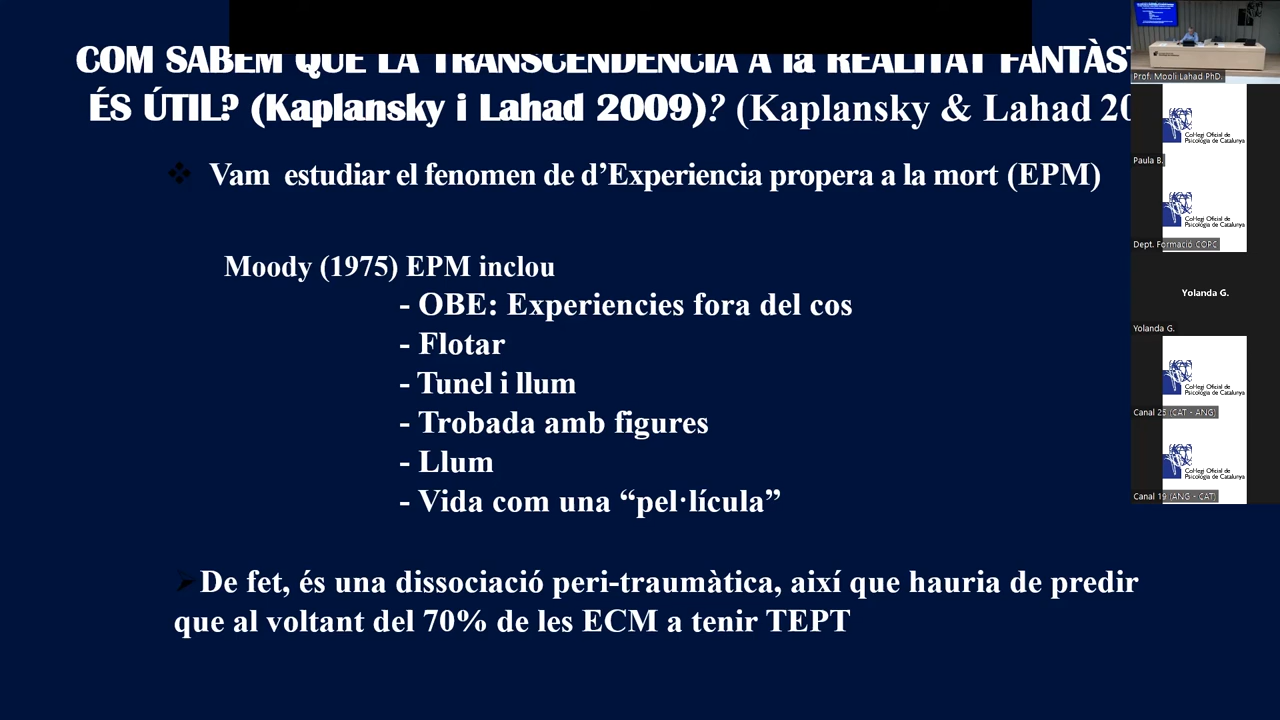 COM SABEM QUE LA TRANSCENDÈNCIA A la REALITAT FANTÀST
ÉS ÚTIL? (Kaplansky i Lahad 2009)? (Kaplansky & Lahad 20
Vam estudiar el fenomen de d’Experiencia propera a la mort (EPM)
Moody (1975) EPM inclou
- OBE: Experiencies fora del cos
- Flotar
- Tunel i llum
- Trobada amb figures
- Llum
- Vida com una “pel·lícula”
De fet, és una dissociació peri-traumàtica, així que hauria de predir
que al voltant del 70% de les ECM a tenir TEPT
Prof. Mooli Lahad PhD.
Col·legi Oficial de
Psicologia de Catalunya
Paula B.
Col·legi Oficial de
Psicologia de Catalunya
Dept. Formació COPC
Yolanda G.
Yolanda G.
Col·legi Oficial de
Psicologia de Catalunya
Canal 25 (CAT - ANG)
Col·legi Oficial de
Psicologia de Catalunya
Canal 19 (ANG - CAT)